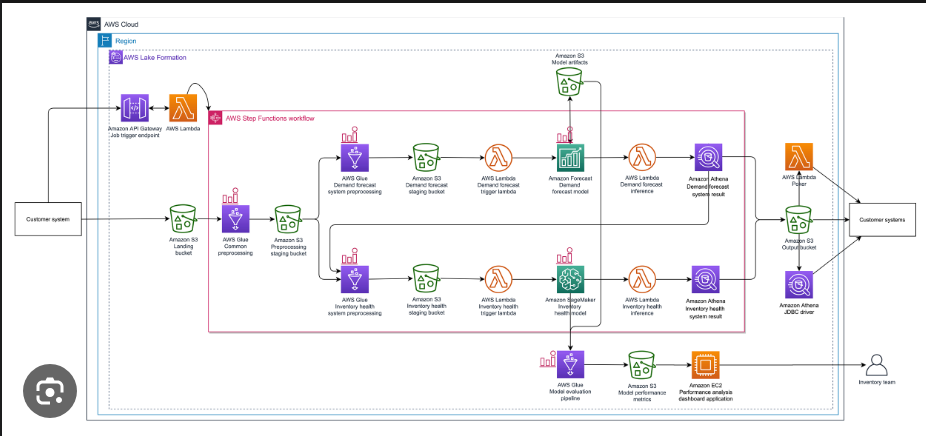 AWS Cloud
Region
AWS Lake Formation
Amazon S3
Model artifacts
Amazon API Gateway
Job trigger endpoint
AWS Lambda
AWS Step Functions workflow
AWS Glue
Demand forecast
system preprocessing
Amazon S3
Demand forecast
staging bucket
AWS Lambda
Demand forecast
trigger lambda
Amazon Forecast
Demand
forecast model
AWS Lambda
Demand forecast
inference
Amazon Athena
Demand forecast
system result
AWS Lambda
Customer system
Amazon S3
Landing
bucket
AWS Glue
Common
preprocessing
Amazon S3
Preprocessing
staging bucket
Amazon S3
Output bucket
Customer systems
AWS Glue
Inventory health
system preprocessing
Amazon S3
Inventory health
staging bucket
AWS Lambda
Inventory health
trigger lambda
Amazon SageMaker
Inventory
health model
AWS Lambda
Inventory health
inference
Amazon Athena
Inventory health
system result
Amazon Athena
JDBC driver
AWS Glue
Model evaluation
pipeline
Amazon S3
Model performance
metrics
Amazon EC2
Performance analysis
dashboard application
Inventory team